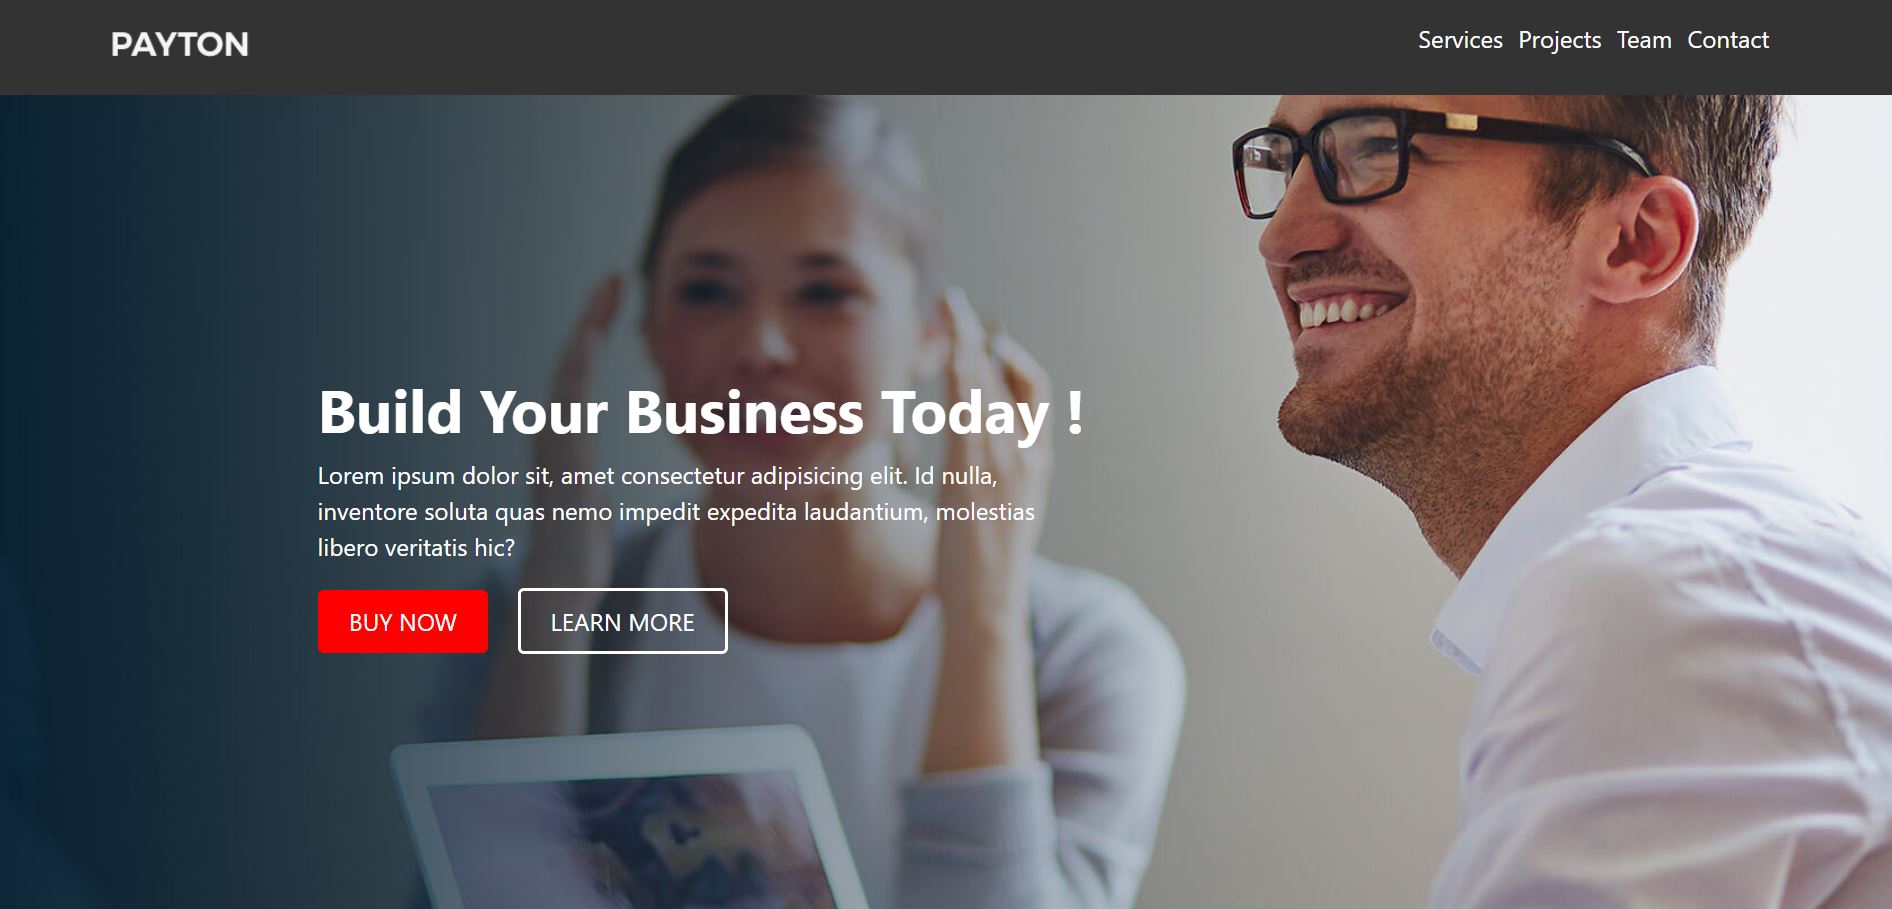 PAYTON
Services Projects Team Contact
Build Your Business Today !
Lorem ipsum dolor sit, amet consectetur adipisicing elit. Id nulla,
inventore soluta quas nemo impedit expedita laudantium, molestias
libero veritatis hic?
BUY NOW
LEARN MORE